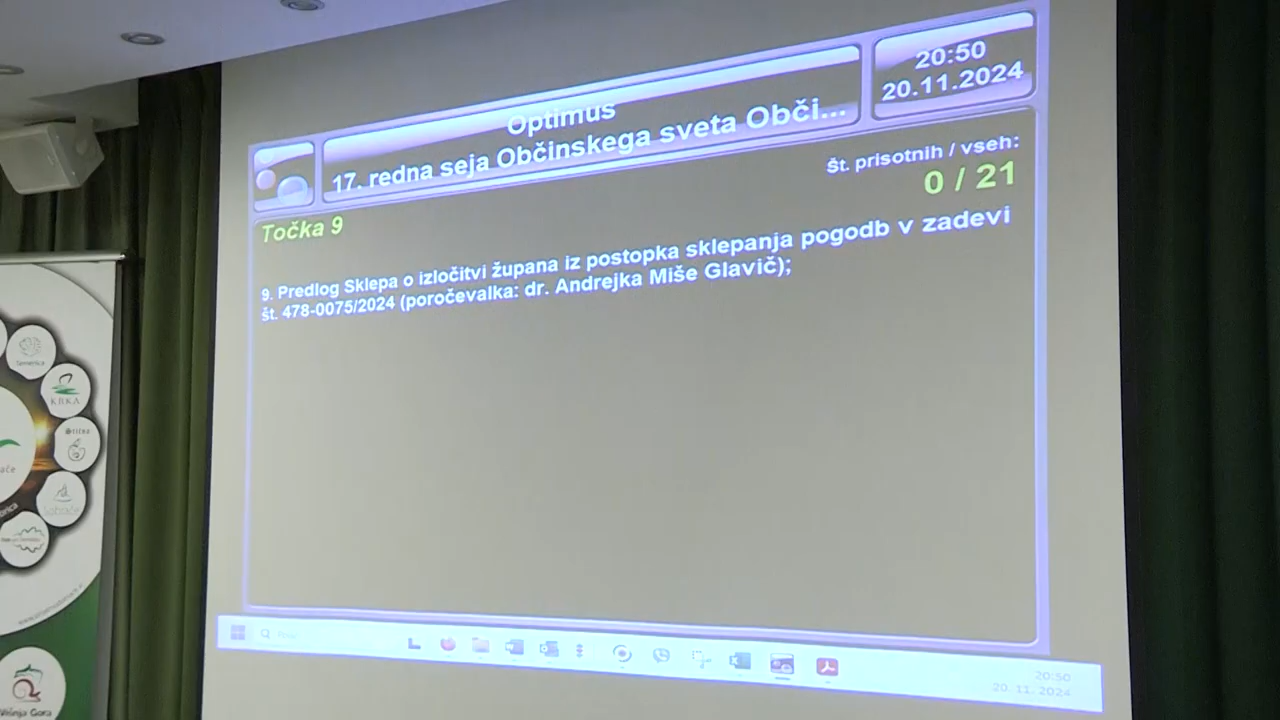 20:50
20.11.2024
Optimus
17. redna seja Občinskega sveta Obči...
Št. prisotnih / vseh:
0 / 21
Točka 9
9. Predlog Sklepa o izločitvi župana iz postopka sklepanja pogodb v zadevi
št. 478-0075/2024 (poročevalka: dr. Andrejka Miše Glavič);
20:50
20. 11. 2024
KRKA
Višnja Gora